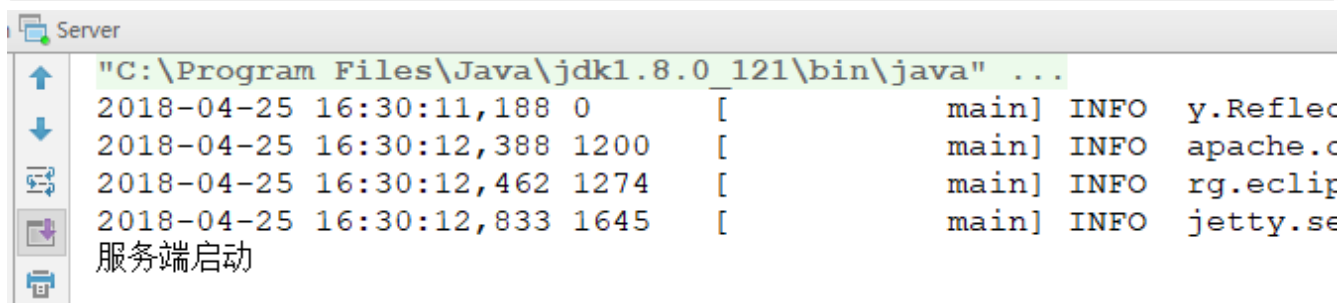 Server
"C:\Program Files\Java\jdk1.8.0_121\bin\java" ...
2018-04-25 16:30:11,188 0 [ main] INFO y.Reflec
2018-04-25 16:30:12,388 1200 [ main] INFO apache.c
2018-04-25 16:30:12,462 1274 [ main] INFO rg.eclip
2018-04-25 16:30:12,833 1645 [ main] INFO jetty.se
服务端启动